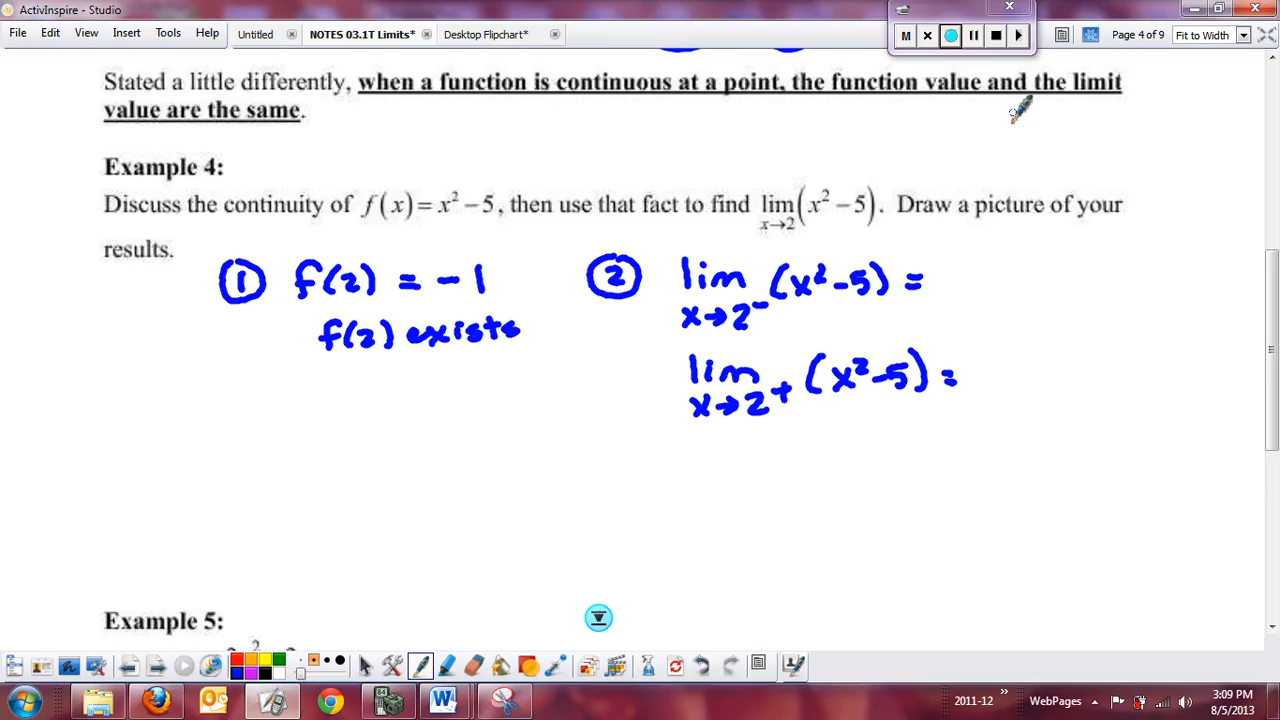 ActivInspire - Studio
File Edit View Insert Tools Help Untitled NOTES 03.1T Limits* Desktop Flipchart* M Page 4 of 9 Fit to Width
Stated a little differently, when a function is continuous at a point, the function value and the limit
value are the same.
Example 4:
Discuss the continuity of f(x) = x² − 5, then use that fact to find lim x→2 (x² − 5). Draw a picture of your
results.
① f(2) = -1
f(2) exists
② lim x→2⁻ (x²-5) =
lim x→2⁺ (x²-5) =
Example 5:
2011-12 » WebPages 3:09 PM
8/5/2013